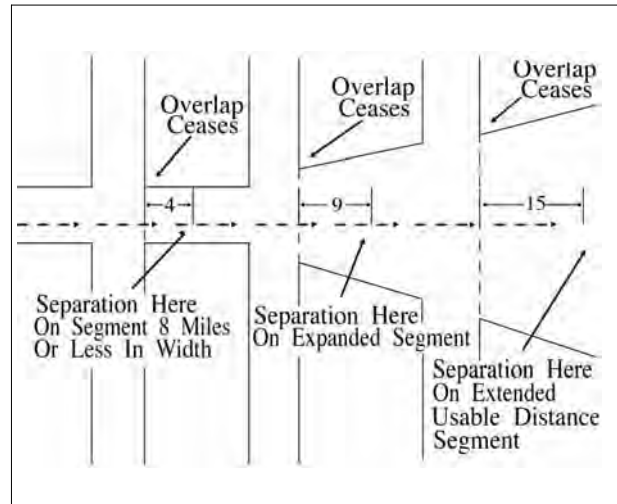 Overlap
Ceases
Overlap
Ceases
Overlap
Ceases
4
9
15
Separation Here
On Segment 8 Miles
Or Less In Width
Separation Here
On Expanded Segment
Separation Here
On Extended
Usable Distance
Segment